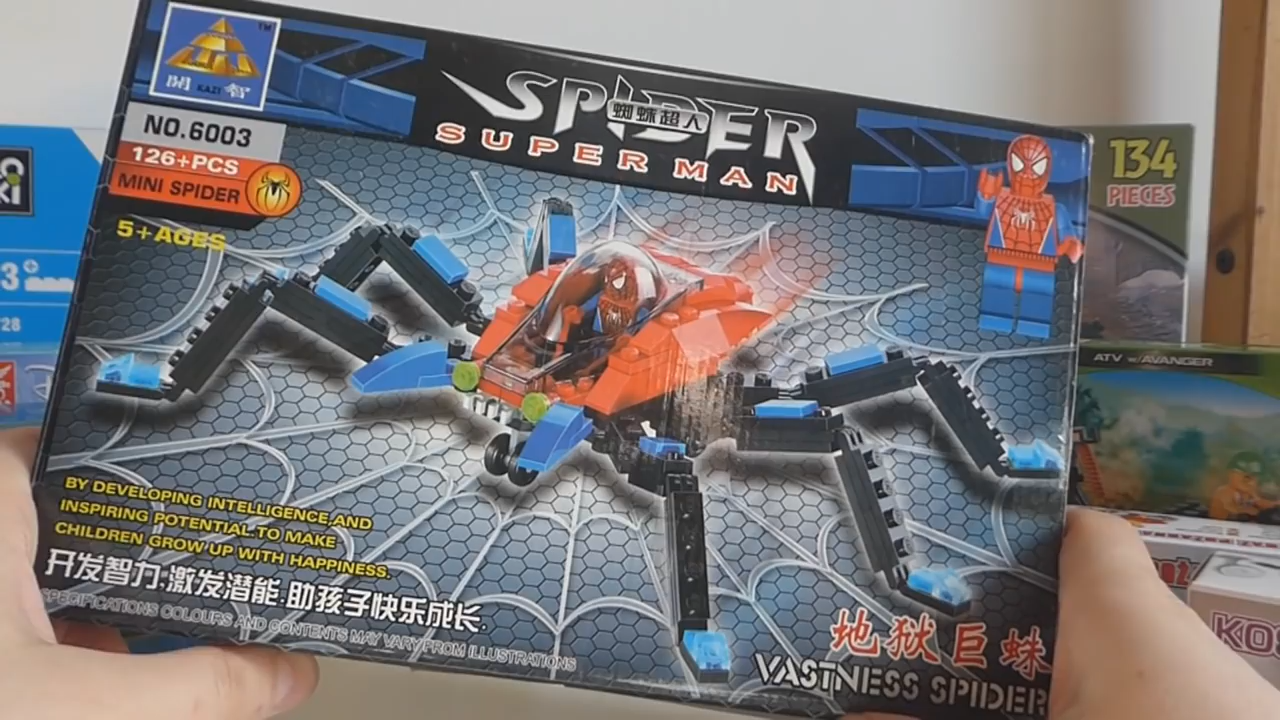 TM
開 KAZI 智
NO.6003
126+PCS
MINI SPIDER
5+AGES
SPIDER
蜘蛛超人
SUPERMAN
BY DEVELOPING INTELLIGENCE,AND
INSPIRING POTENTIAL.TO MAKE
CHILDREN GROW UP WITH HAPPINESS.
开发智力·激发潜能·助孩子快乐成长.
SPECIFICATIONS COLOURS AND CONTENTS MAY VARY FROM ILLUSTRATIONS
地狱巨蛛
VASTNESS SPIDER
134
PIECES
ATV W/AVANGER